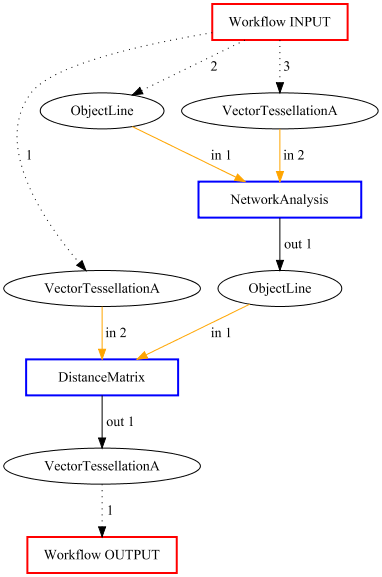 Workflow INPUT
2
3
ObjectLine
VectorTessellationA
1
in 1
in 2
NetworkAnalysis
out 1
VectorTessellationA
ObjectLine
in 2
in 1
DistanceMatrix
out 1
VectorTessellationA
1
Workflow OUTPUT